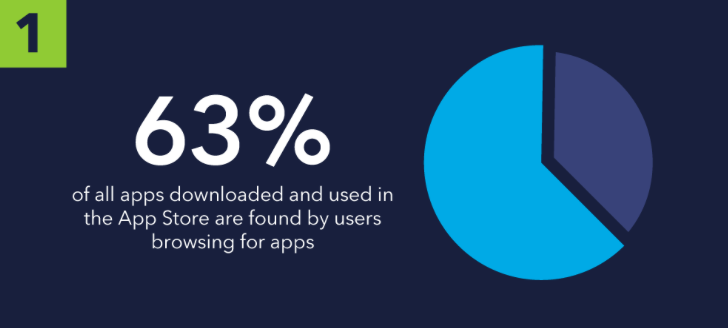 1
63%
of all apps downloaded and used in
the App Store are found by users
browsing for apps